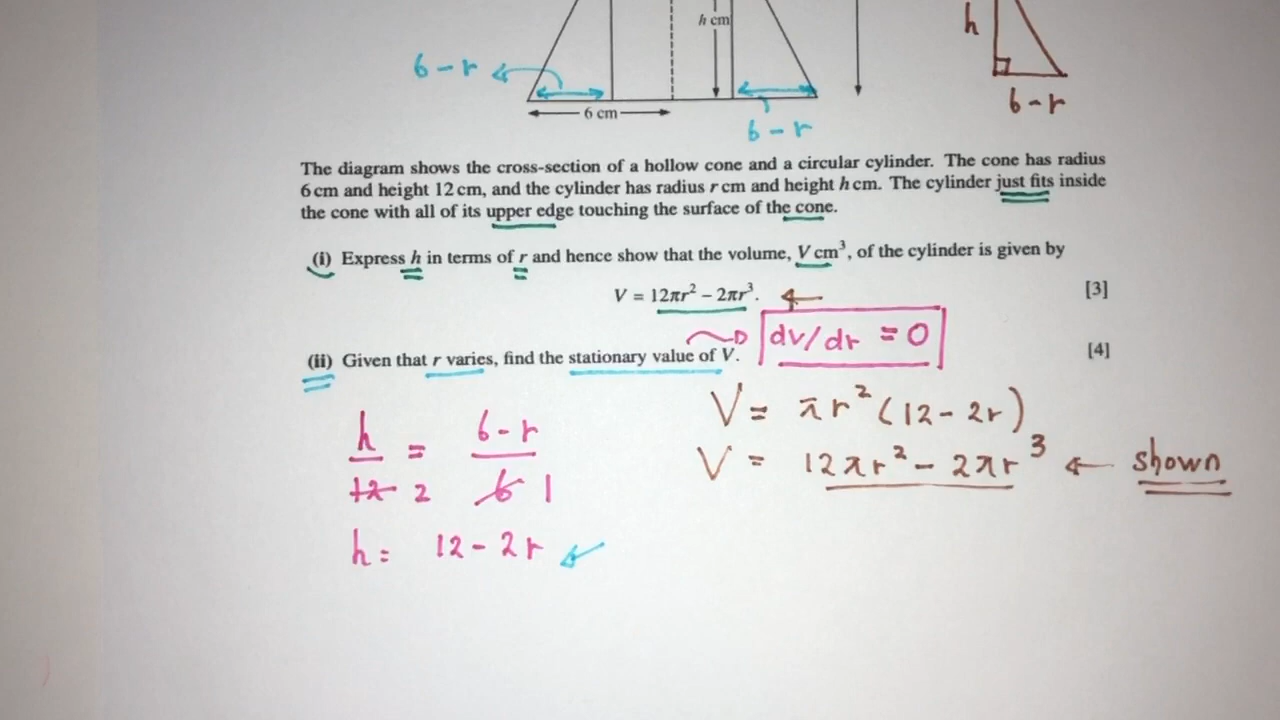 h cm
h
6-r
6 cm
6-r
6-r
The diagram shows the cross-section of a hollow cone and a circular cylinder. The cone has radius
6 cm and height 12 cm, and the cylinder has radius r cm and height h cm. The cylinder just fits inside
the cone with all of its upper edge touching the surface of the cone.
(i) Express h in terms of r and hence show that the volume, V cm³, of the cylinder is given by
V = 12πr² – 2πr³. ← [3]
dv/dr = 0
(ii) Given that r varies, find the stationary value of V. [4]
V = πr²(12-2r)
h/12 2 = 6-r/6 1
V = 12πr² - 2πr³ ← shown
h = 12-2r